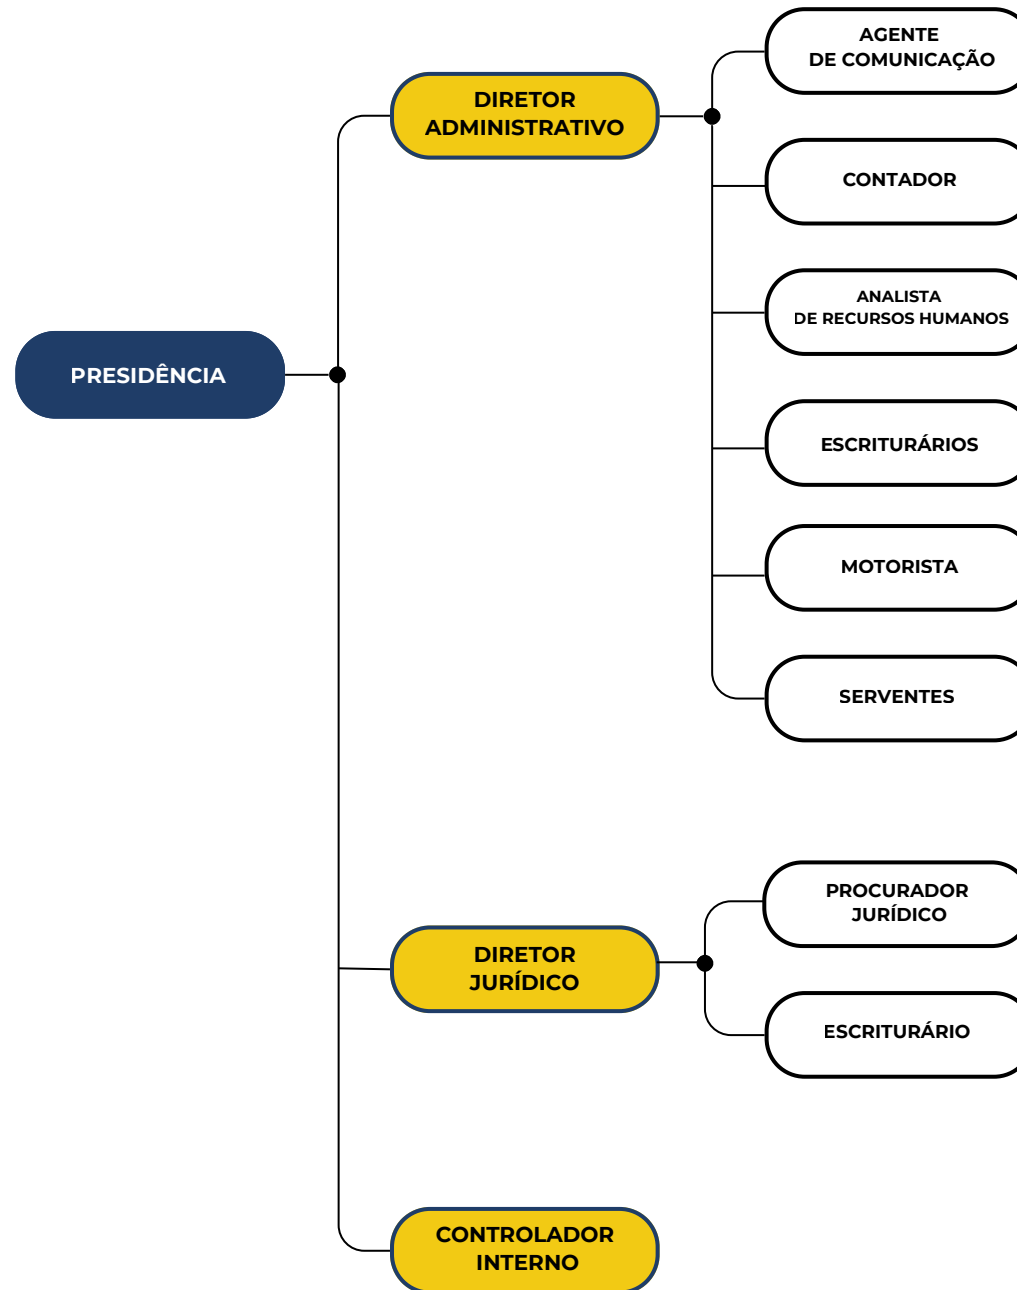 AGENTE
DE COMUNICAÇÃO
DIRETOR
ADMINISTRATIVO
CONTADOR
ANALISTA
DE RECURSOS HUMANOS
PRESIDÊNCIA
ESCRITURÁRIOS
MOTORISTA
SERVENTES
PROCURADOR
JURÍDICO
DIRETOR
JURÍDICO
ESCRITURÁRIO
CONTROLADOR
INTERNO